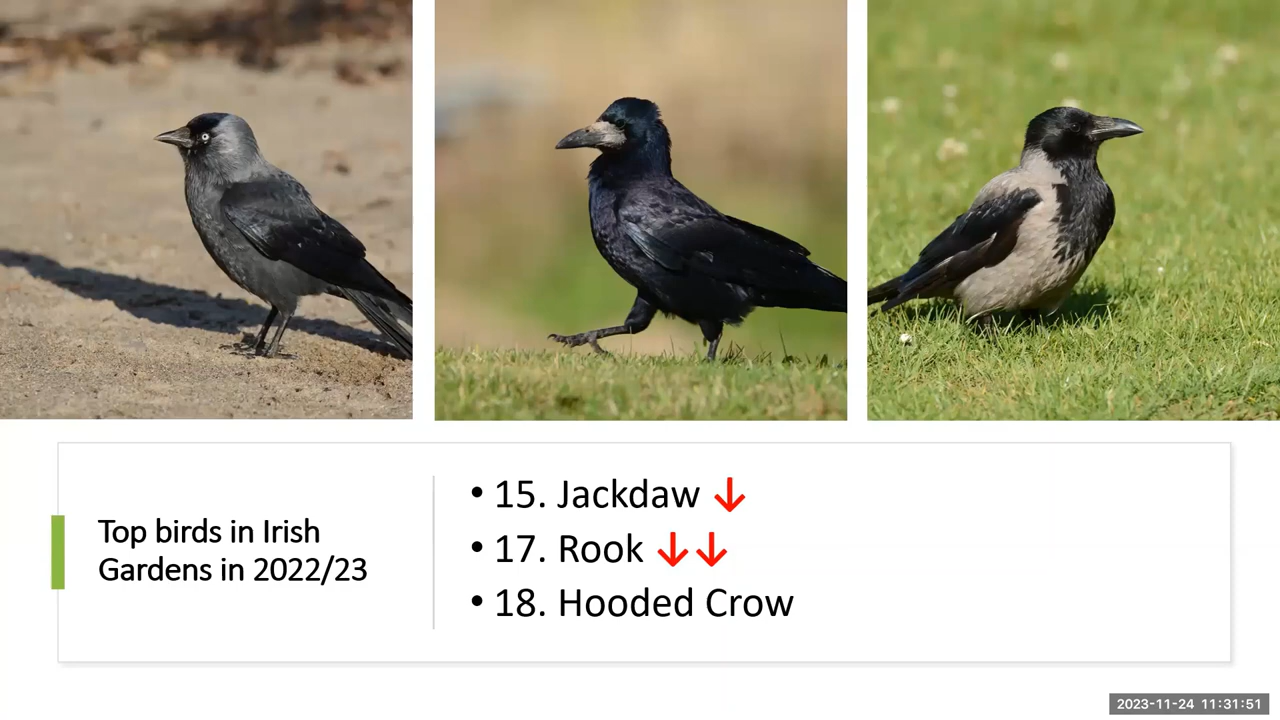 Top birds in Irish
Gardens in 2022/23
• 15. Jackdaw ↓
• 17. Rook ↓↓
• 18. Hooded Crow
2023-11-24 11:31:51